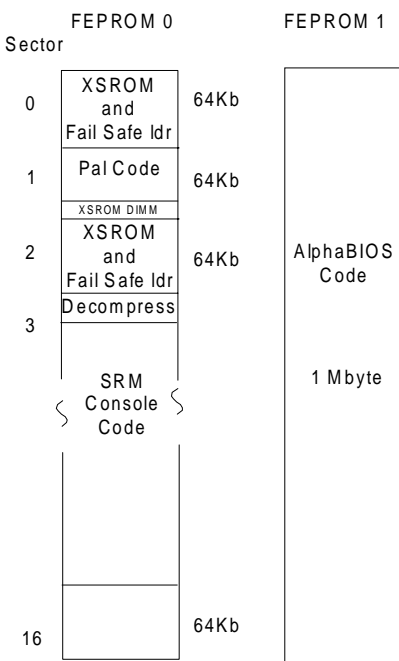 FEPROM 0
FEPROM 1
Sector
0
XSROM
and
Fail Safe ldr
64Kb
1
Pal Code
64Kb
XSROM DIMM
2
XSROM
and
Fail Safe ldr
64Kb
Decompress
3
SRM
Console
Code
16
64Kb
AlphaBIOS
Code
1 Mbyte